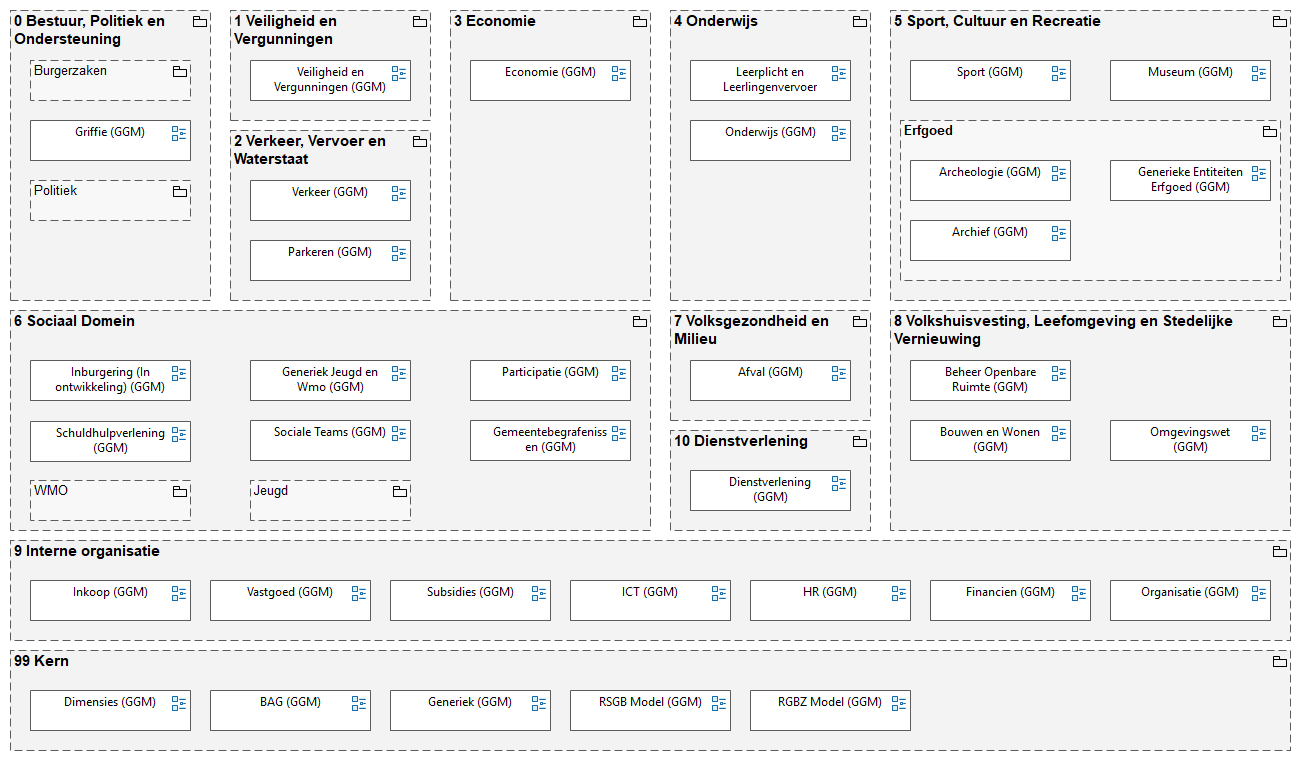 0 Bestuur, Politiek en
Ondersteuning
Burgerzaken
Griffie (GGM)
Politiek
1 Veiligheid en
Vergunningen
Veiligheid en
Vergunningen (GGM)
2 Verkeer, Vervoer en
Waterstaat
Verkeer (GGM)
Parkeren (GGM)
3 Economie
Economie (GGM)
4 Onderwijs
Leerplicht en
Leerlingenvervoer
Onderwijs (GGM)
5 Sport, Cultuur en Recreatie
Sport (GGM)
Museum (GGM)
Erfgoed
Archeologie (GGM)
Generieke Entiteiten
Erfgoed (GGM)
Archief (GGM)
6 Sociaal Domein
Inburgering (In
ontwikkeling) (GGM)
Generiek Jeugd en
Wmo (GGM)
Participatie (GGM)
Schuldhulpverlening
(GGM)
Sociale Teams (GGM)
Gemeentebegrafeniss
en (GGM)
WMO
Jeugd
7 Volksgezondheid en
Milieu
Afval (GGM)
10 Dienstverlening
Dienstverlening
(GGM)
8 Volkshuisvesting, Leefomgeving en Stedelijke
Vernieuwing
Beheer Openbare
Ruimte (GGM)
Bouwen en Wonen
(GGM)
Omgevingswet
(GGM)
9 Interne organisatie
Inkoop (GGM)
Vastgoed (GGM)
Subsidies (GGM)
ICT (GGM)
HR (GGM)
Financien (GGM)
Organisatie (GGM)
99 Kern
Dimensies (GGM)
BAG (GGM)
Generiek (GGM)
RSGB Model (GGM)
RGBZ Model (GGM)